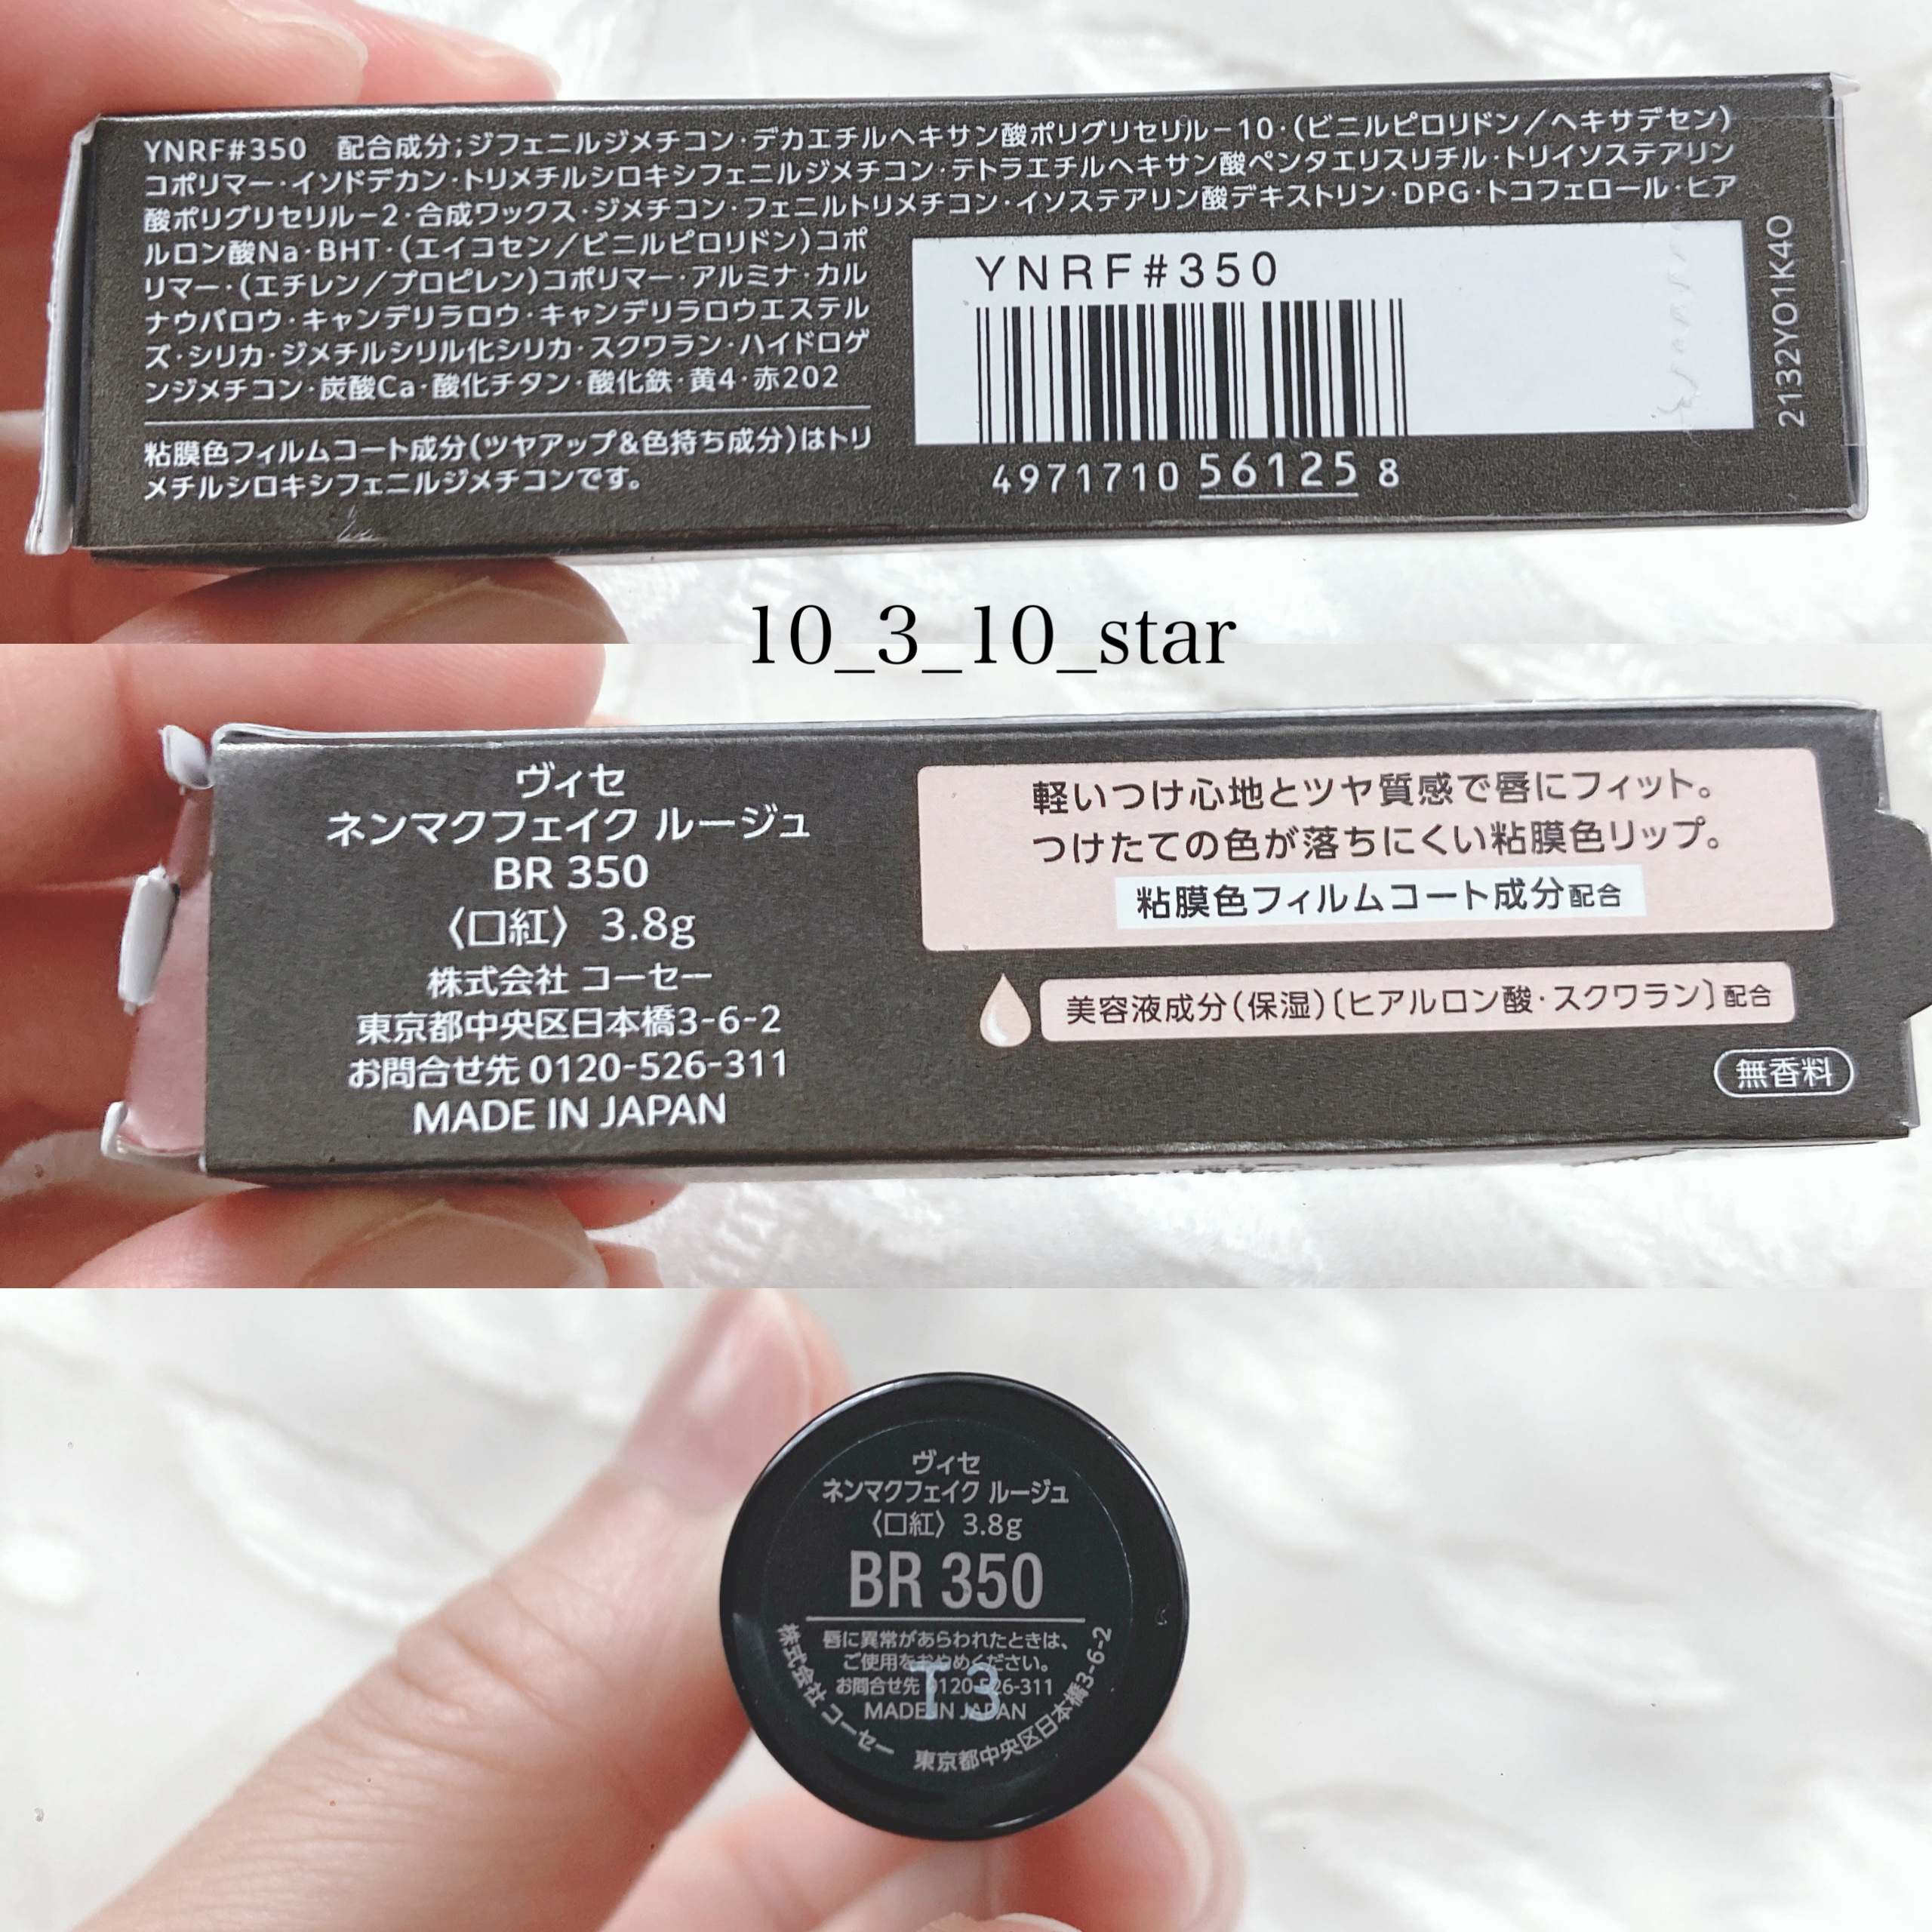 YNRF#350　配合成分;ジフェニルジメチコン・デカエチルヘキサン酸ポリグリセリル－10・(ビニルピロリドン／ヘキサデセン)
コポリマー・イソドデカン・トリメチルシロキシフェニルジメチコン・テトラエチルヘキサン酸ペンタエリスリチル・トリイソステアリン
酸ポリグリセリル－2・合成ワックス・ジメチコン・フェニルトリメチコン・イソステアリン酸デキストリン・DPG・トコフェロール・ヒア
ルロン酸Na・BHT・(エイコセン／ビニルピロリドン)コポ
リマー・(エチレン／プロピレン)コポリマー・アルミナ・カル
ナウバロウ・キャンデリラロウ・キャンデリラロウエステル
ズ・シリカ・ジメチルシリル化シリカ・スクワラン・ハイドロゲ
ンジメチコン・炭酸Ca・酸化チタン・酸化鉄・黄4・赤202
粘膜色フィルムコート成分(ツヤアップ&色持ち成分)はトリ
メチルシロキシフェニルジメチコンです。
YNRF#350
4971710 561258
2132YO1K4O
10_3_10_star
ヴィセ
ネンマクフェイク ルージュ
BR 350
〈口紅〉 3.8g
株式会社 コーセー
東京都中央区日本橋3-6-2
お問合せ先 0120-526-311
MADE IN JAPAN
軽いつけ心地とツヤ質感で唇にフィット。
つけたての色が落ちにくい粘膜色リップ。
粘膜色フィルムコート成分配合
美容液成分(保湿)〔ヒアルロン酸・スクワラン〕配合
無香料
ヴィセ
ネンマクフェイク ルージュ
〈口紅〉 3.8g
BR 350
唇に異常があらわれたときは、
ご使用をおやめください。
お問合せ先 0120-526-311
MADE IN JAPAN
T3
株式会社 コーセー 東京都中央区日本橋3-6-2